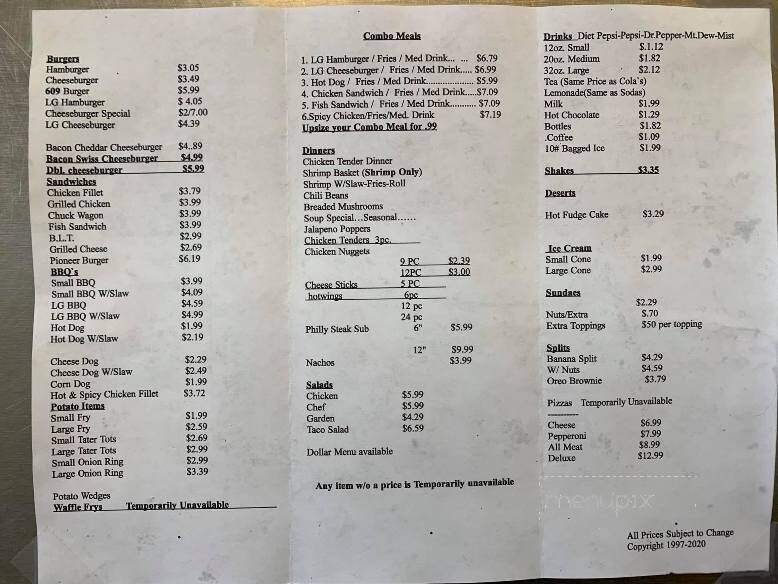 Burgers
Hamburger $3.05
Cheeseburger $3.49
609 Burger $5.99
LG Hamburger $ 4.05
Cheeseburger Special $2/7.00
LG Cheeseburger $4.39
Bacon Cheddar Cheeseburger $4..89
Bacon Swiss Cheeseburger $4.99
Dbl. cheeseburger $5.99
Sandwiches
Chicken Fillet $3.79
Grilled Chicken $3.99
Chuck Wagon $3.99
Fish Sandwich $3.99
B.L.T. $2.99
Grilled Cheese $2.69
Pioneer Burger $6.19
BBQ's
Small BBQ $3.99
Small BBQ W/Slaw $4.09
LG BBQ $4.59
LG BBQ W/Slaw $4.99
Hot Dog $1.99
Hot Dog W/Slaw $2.19
Cheese Dog $2.29
Cheese Dog W/Slaw $2.49
Corn Dog $1.99
Hot & Spicy Chicken Fillet $3.72
Potato Items
Small Fry $1.99
Large Fry $2.59
Small Tater Tots $2.69
Large Tater Tots $2.99
Small Onion Ring $2.99
Large Onion Ring $3.39
Potato Wedges
Waffle Frys Temporarily Unavailable
Combo Meals
1. LG Hamburger / Fries / Med Drink... ... $6.79
2. LG Cheeseburger / Fries / Med Drink..... $6.99
3. Hot Dog / Fries / Med Drink..................... $5.99
4. Chicken Sandwich / Fries / Med Drink.....$7.09
5. Fish Sandwich / Fries / Med Drink........... $7.09
6.Spicy Chicken/Fries/Med. Drink $7.19
Upsize your Combo Meal for .99
Dinners
Chicken Tender Dinner
Shrimp Basket (Shrimp Only)
Shrimp W/Slaw-Fries-Roll
Chili Beans
Breaded Mushrooms
Soup Special...Seasonal......
Jalapeno Poppers
Chicken Tenders 3pc.
Chicken Nuggets
9 PC $2.39
12PC $3.00
Cheese Sticks 5 PC
hotwings 6pc
12 pc
24 pc
Philly Steak Sub 6" $5.99
12" $9.99
Nachos $3.99
Salads
Chicken $5.99
Chef $5.99
Garden $4.29
Taco Salad $6.59
Dollar Menu available
Any item w/o a price is Temporarily unavailable
Drinks Diet Pepsi-Pepsi-Dr.Pepper-Mt.Dew-Mist
12oz. Small $.1.12
20oz. Medium $1.82
32oz. Large $2.12
Tea (Same Price as Cola's)
Lemonade(Same as Sodas)
Milk $1.99
Hot Chocolate $1.29
Bottles $1.82
.Coffee $1.09
10# Bagged Ice $1.99
Shakes $3.35
Deserts
Hot Fudge Cake $3.29
Ice Cream
Small Cone $1.99
Large Cone $2.99
Sundaes
$2.29
Nuts/Extra $.70
Extra Toppings $50 per topping
Splits
Banana Split $4.29
W/ Nuts $4.59
Oreo Brownie $3.79
Pizzas Temporarily Unavailable
Cheese $6.99
Pepperoni $7.99
All Meat $8.99
Deluxe $12.99
menupix
All Prices Subject to Change
Copyright 1997-2020